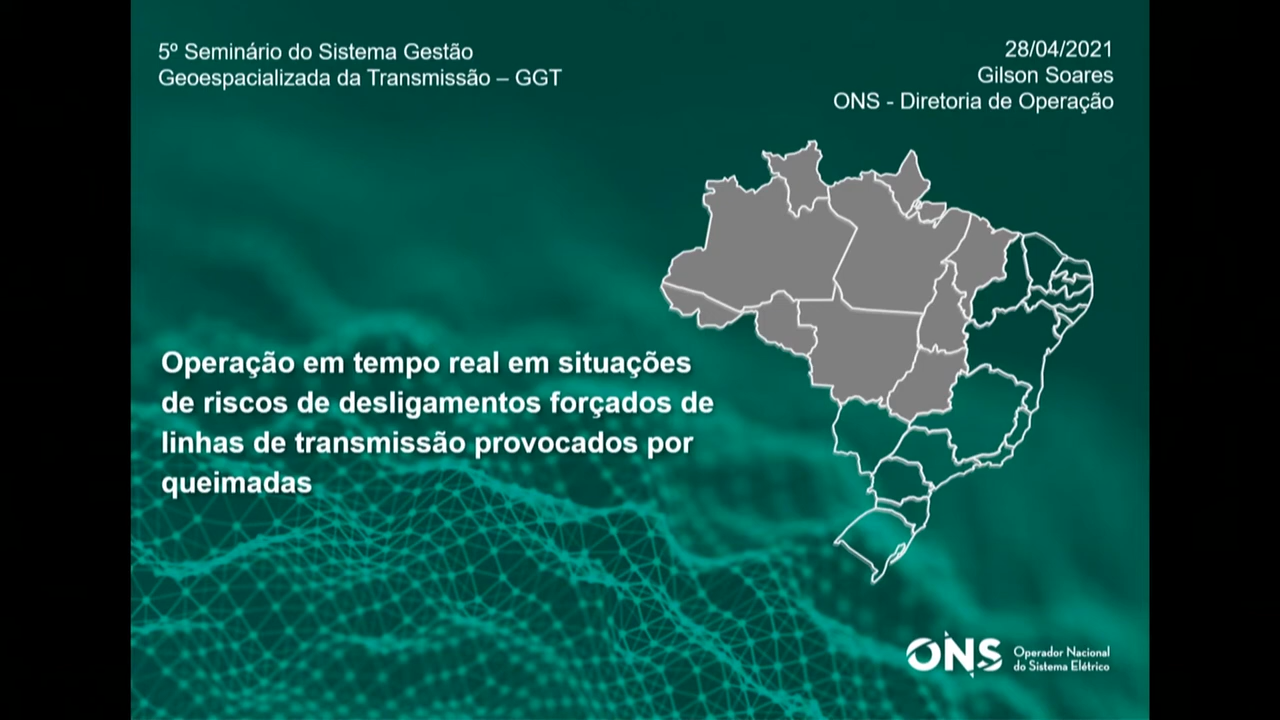 5º Seminário do Sistema Gestão
Geoespacializada da Transmissão – GGT
28/04/2021
Gilson Soares
ONS - Diretoria de Operação
Operação em tempo real em situações
de riscos de desligamentos forçados de
linhas de transmissão provocados por
queimadas
ONS
Operador Nacional
do Sistema Elétrico